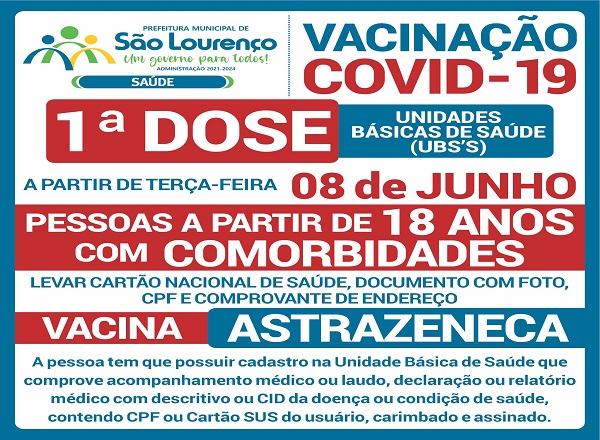 PREFEITURA MUNICIPAL DE
São Lourenço
Um governo para todos!
ADMINISTRAÇÃO 2021-2024
SAÚDE
VACINAÇÃO
COVID-19
1ª DOSE
UNIDADES
BÁSICAS DE SAÚDE
(UBS'S)
A PARTIR DE TERÇA-FEIRA 08 de JUNHO
PESSOAS A PARTIR DE 18 ANOS
COM COMORBIDADES
LEVAR CARTÃO NACIONAL DE SAÚDE, DOCUMENTO COM FOTO,
CPF E COMPROVANTE DE ENDEREÇO
VACINA ASTRAZENECA
A pessoa tem que possuir cadastro na Unidade Básica de Saúde que
comprove acompanhamento médico ou laudo, declaração ou relatório
médico com descritivo ou CID da doença ou condição de saúde,
contendo CPF ou Cartão SUS do usuário, carimbado e assinado.